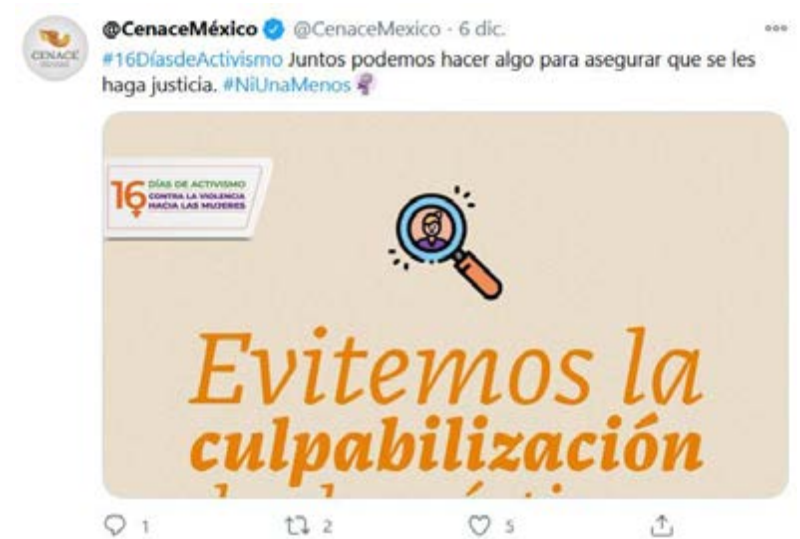 @CenaceMéxico @CenaceMexico · 6 dic.
CENACE
#16DíasdeActivismo Juntos podemos hacer algo para asegurar que se les
haga justicia. #NiUnaMenos
16 DÍAS DE ACTIVISMO
CONTRA LA VIOLENCIA
HACIA LAS MUJERES
Evitemos la
culpabilización
1 2 5